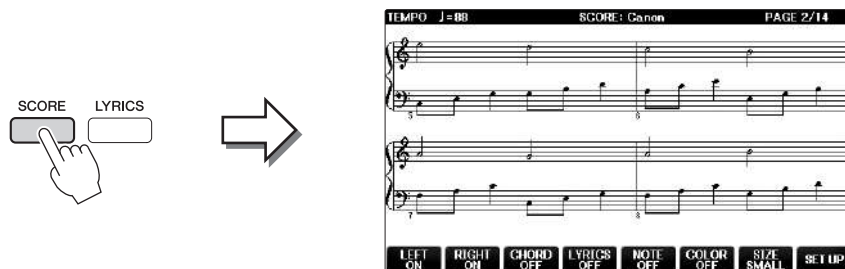 SCORE LYRICS
TEMPO ♩=88 SCORE: Canon PAGE 2/14
5 6
7 8
LEFT RIGHT CHORD LYRICS NOTE COLOR SIZE SET UP
ON ON OFF OFF OFF OFF SMALL